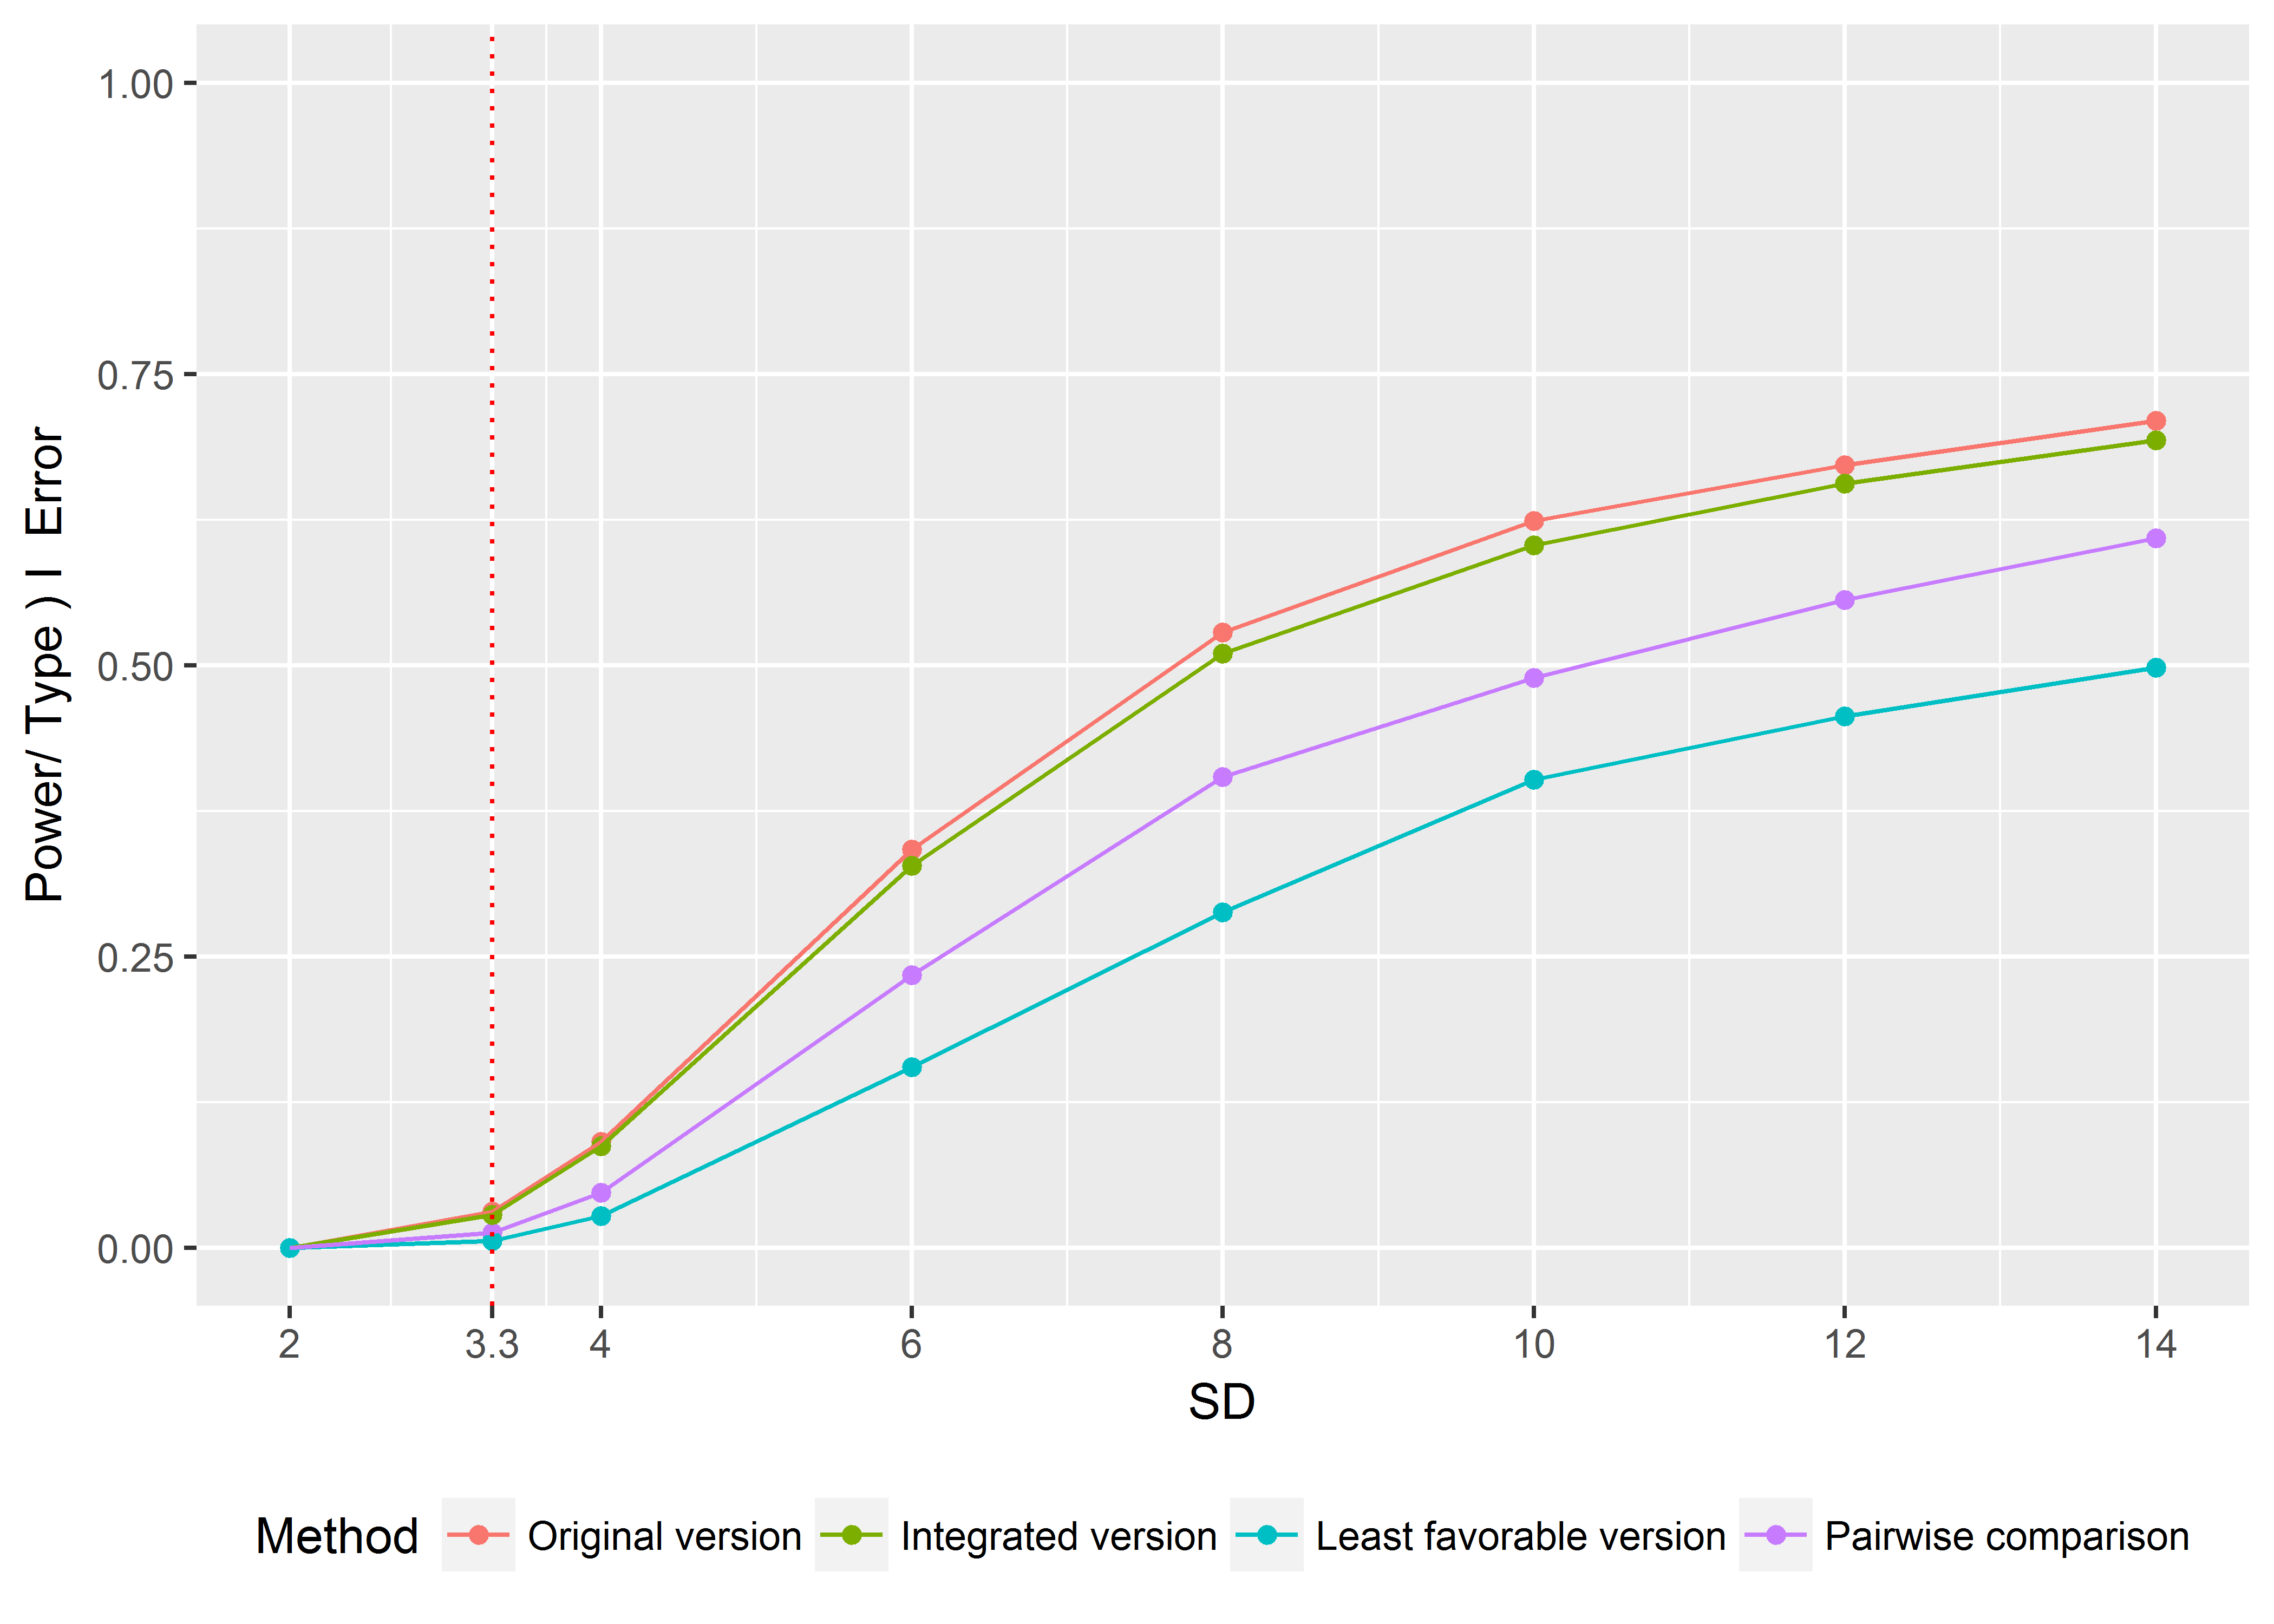 1.00
0.75
0.50
0.25
0.00
Power/ Type ) I Error
2 3.3 4 6 8 10 12 14
SD
Method Original version Integrated version Least favorable version Pairwise comparison